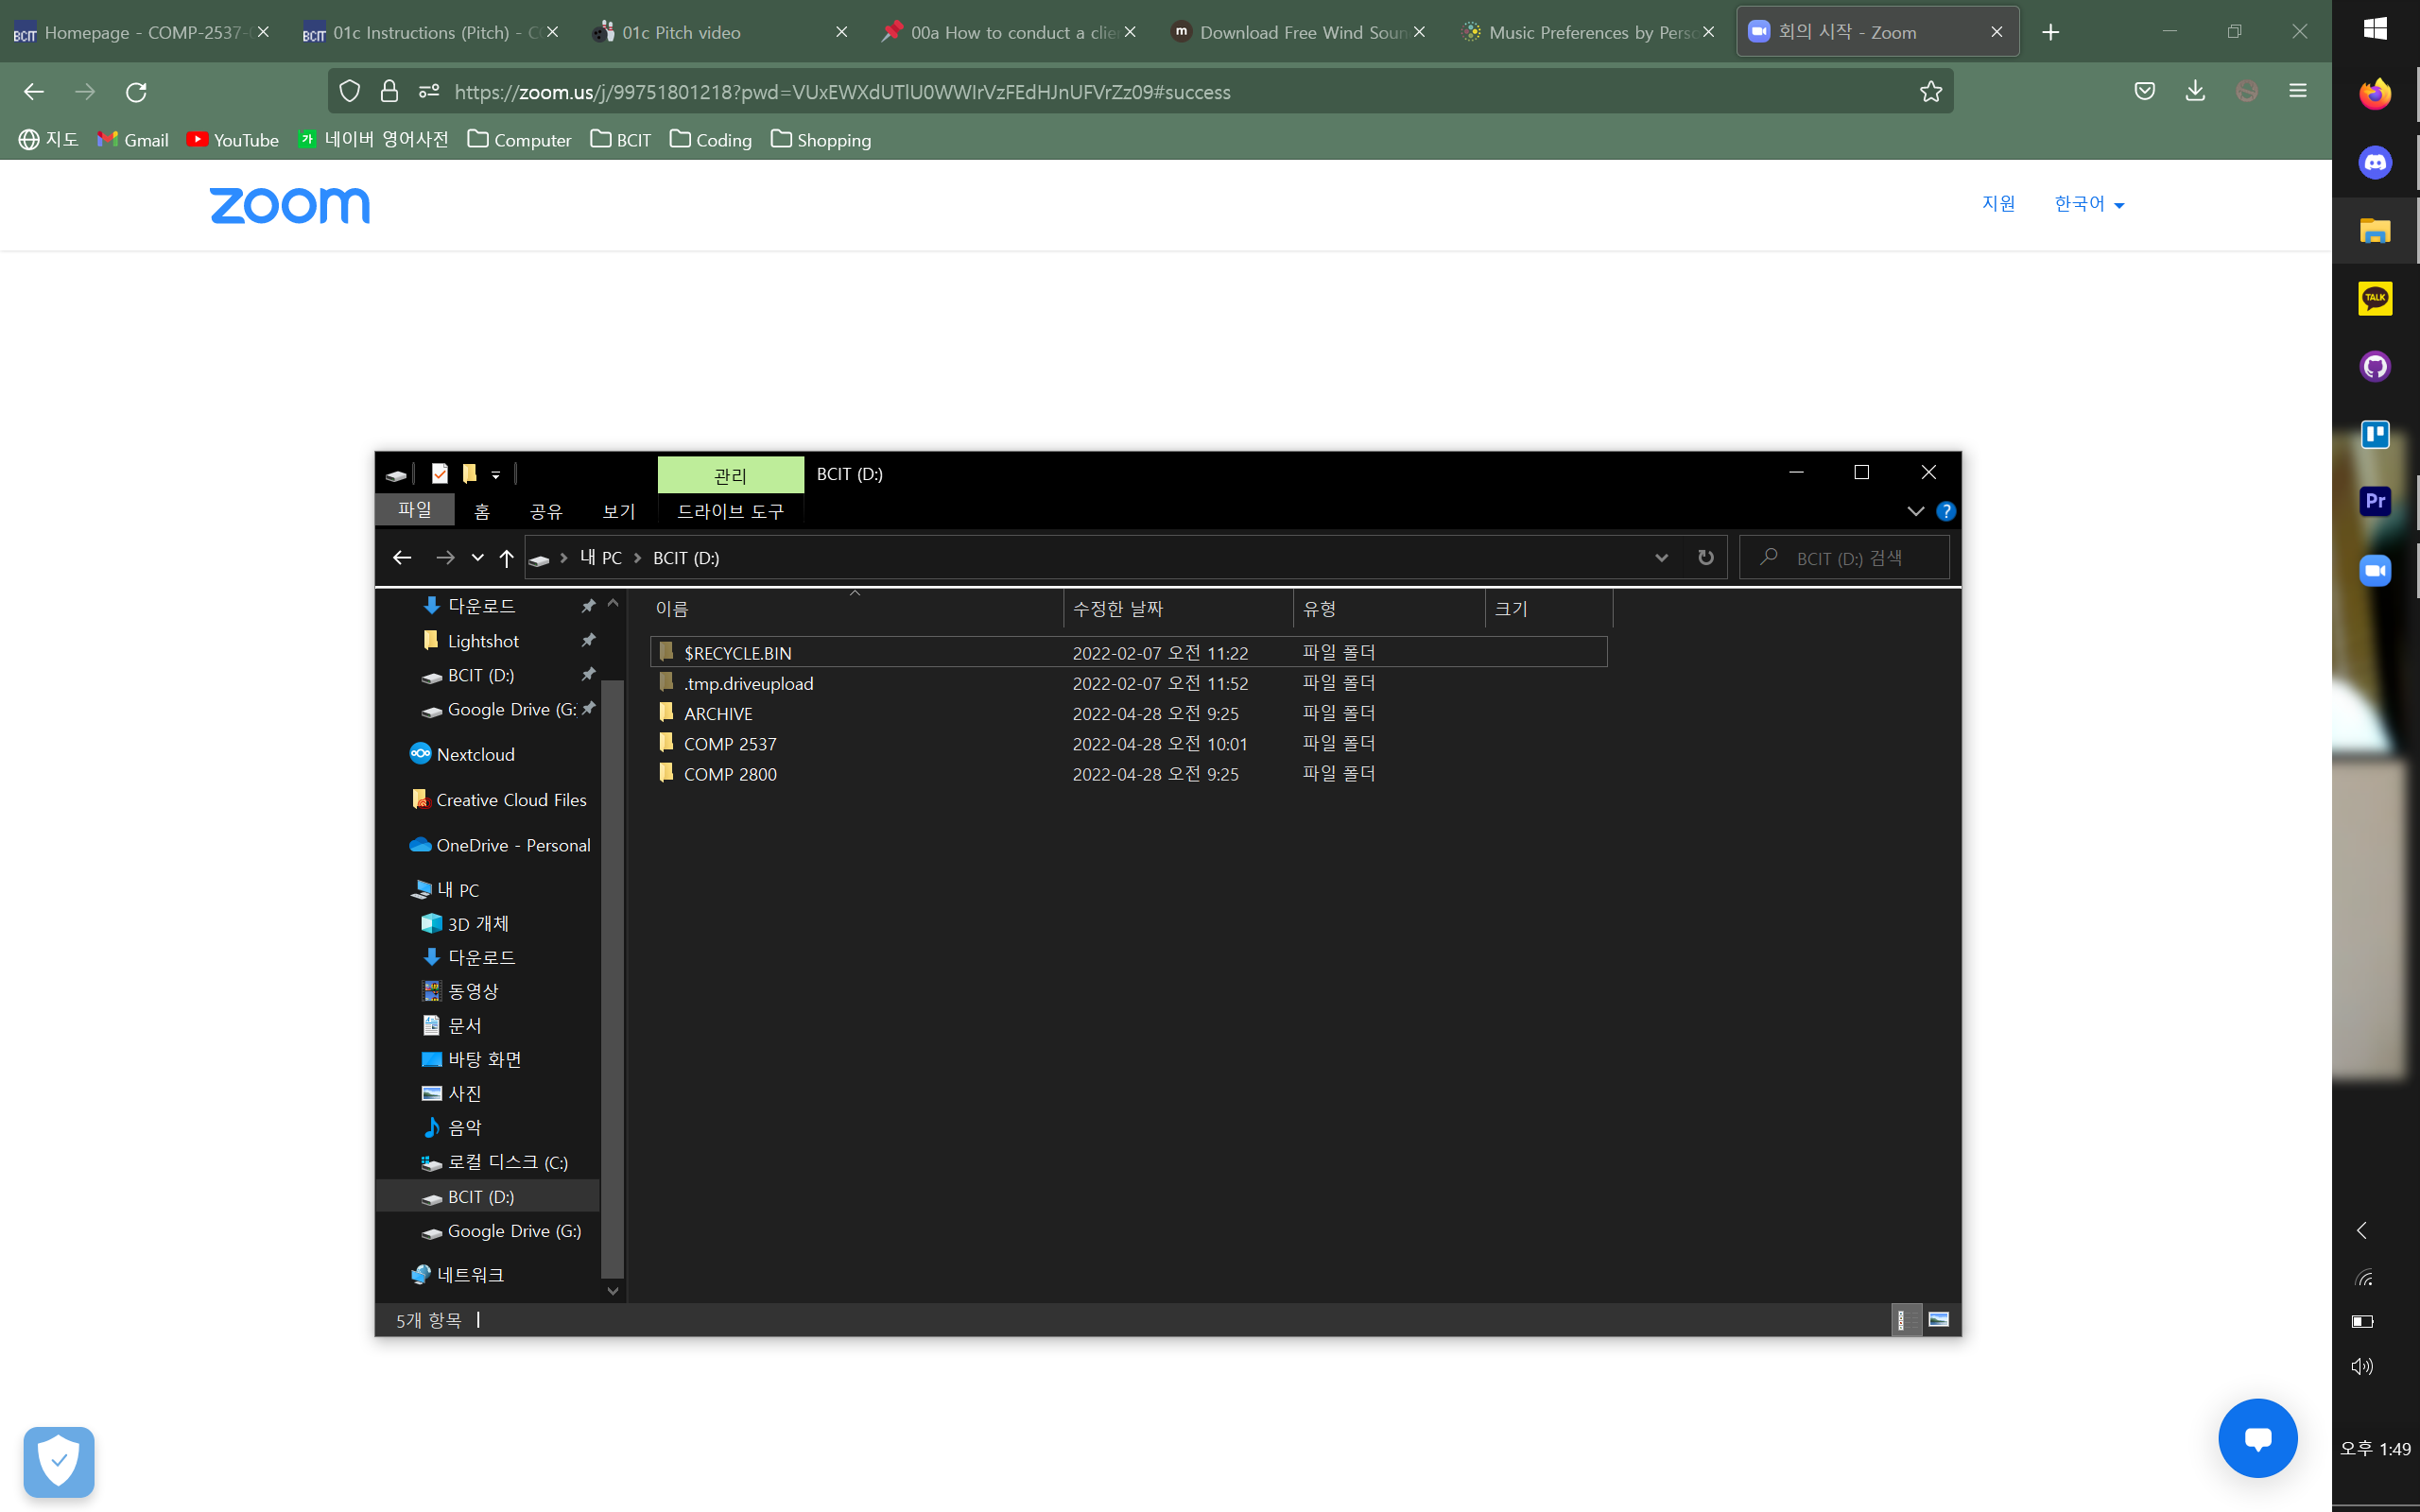 Homepage - COMP-2537-
01c Instructions (Pitch) - C
01c Pitch video
00a How to conduct a clie
m Download Free Wind Soun
Music Preferences by Perso
회의 시작 - Zoom
https://zoom.us/j/99751801218?pwd=VUxEWXdUTlU0WWlrVzFEdHJnUFVrZz09#success
지도
Gmail
YouTube
네이버 영어사전
Computer
BCIT
Coding
Shopping
zoom
지원
한국어
관리
BCIT (D:)
파일
홈
공유
보기
드라이브 도구
내 PC
BCIT (D:)
BCIT (D:) 검색
다운로드
Lightshot
BCIT (D:)
Google Drive (G:
Nextcloud
Creative Cloud Files
OneDrive - Personal
내 PC
3D 개체
다운로드
동영상
문서
바탕 화면
사진
음악
로컬 디스크 (C:)
BCIT (D:)
Google Drive (G:)
네트워크
이름 수정한 날짜 유형 크기
$RECYCLE.BIN 2022-02-07 오전 11:22 파일 폴더
.tmp.driveupload 2022-02-07 오전 11:52 파일 폴더
ARCHIVE 2022-04-28 오전 9:25 파일 폴더
COMP 2537 2022-04-28 오전 10:01 파일 폴더
COMP 2800 2022-04-28 오전 9:25 파일 폴더
5개 항목
TALK
Pr
오후 1:49